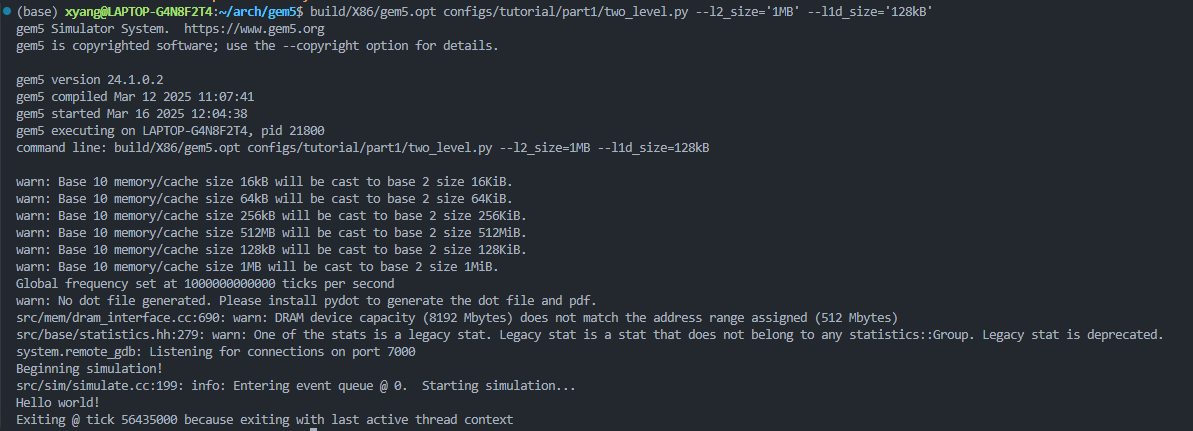 (base) xyang@LAPTOP-G4N8F2T4:~/arch/gem5$ build/X86/gem5.opt configs/tutorial/part1/two_level.py --l2_size='1MB' --l1d_size='128kB'
gem5 Simulator System.  https://www.gem5.org
gem5 is copyrighted software; use the --copyright option for details.

gem5 version 24.1.0.2
gem5 compiled Mar 12 2025 11:07:41
gem5 started Mar 16 2025 12:04:38
gem5 executing on LAPTOP-G4N8F2T4, pid 21800
command line: build/X86/gem5.opt configs/tutorial/part1/two_level.py --l2_size=1MB --l1d_size=128kB

warn: Base 10 memory/cache size 16kB will be cast to base 2 size 16KiB.
warn: Base 10 memory/cache size 64kB will be cast to base 2 size 64KiB.
warn: Base 10 memory/cache size 256kB will be cast to base 2 size 256KiB.
warn: Base 10 memory/cache size 512MB will be cast to base 2 size 512MiB.
warn: Base 10 memory/cache size 128kB will be cast to base 2 size 128KiB.
warn: Base 10 memory/cache size 1MB will be cast to base 2 size 1MiB.
Global frequency set at 1000000000000 ticks per second
warn: No dot file generated. Please install pydot to generate the dot file and pdf.
src/mem/dram_interface.cc:690: warn: DRAM device capacity (8192 Mbytes) does not match the address range assigned (512 Mbytes)
src/base/statistics.hh:279: warn: One of the stats is a legacy stat. Legacy stat is a stat that does not belong to any statistics::Group. Legacy stat is deprecated.
system.remote_gdb: Listening for connections on port 7000
Beginning simulation!
src/sim/simulate.cc:199: info: Entering event queue @ 0.  Starting simulation...
Hello world!
Exiting @ tick 56435000 because exiting with last active thread context